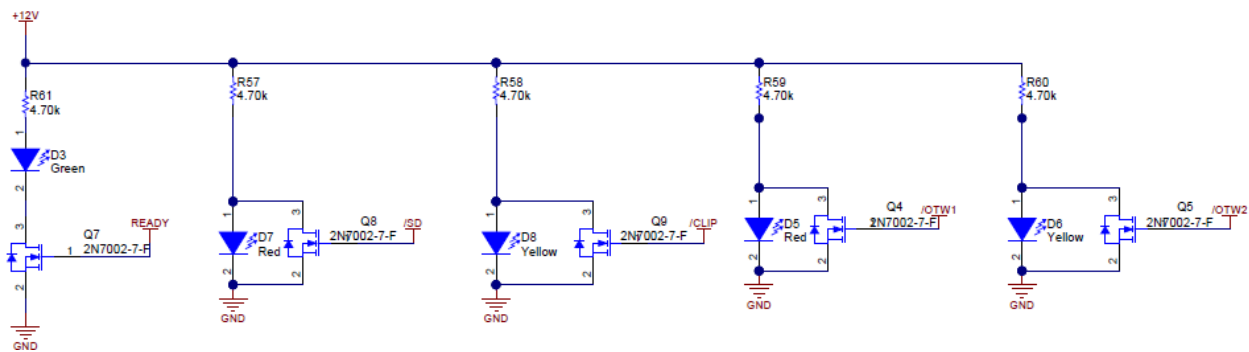 +12V
R61
4.70k
R57
4.70k
R58
4.70k
R59
4.70k
R60
4.70k
1
D3
Green
2
3
Q7
READY
1
2N7002-7-F
2
GND
1
3
Q8
/SD
2N7002-7-F
D7
Red
2
2
GND
1
3
Q9
/CLIP
2N7002-7-F
D8
Yellow
2
2
GND
1
3
Q4
/OTW1
2N7002-7-F
D5
Red
2
2
GND
1
3
Q5
/OTW2
2N7002-7-F
D6
Yellow
2
2
GND